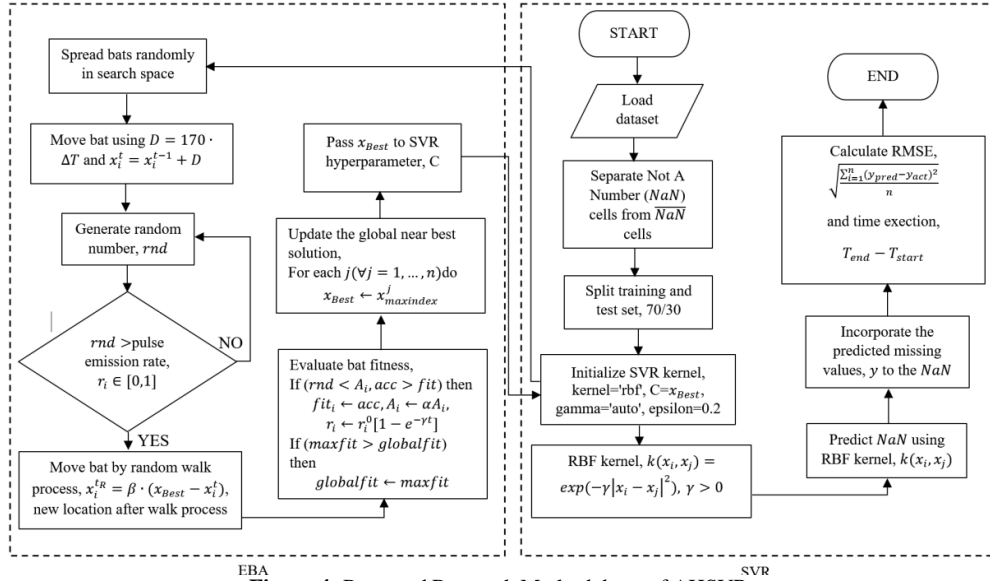 Spread bats randomly
in search space
Move bat using D = 170 ·
ΔT and x_i^t = x_i^{t-1} + D
Generate random
number, rnd
rnd >pulse
emission rate,
r_i ∈ [0,1]
NO
YES
Move bat by random walk
process, x_i^{tR} = β · (x_Best − x_i^t),
new location after walk process
Pass x_Best to SVR
hyperparameter, C
Update the global near best
solution,
For each j(∀j = 1, … , n)do
x_Best ← x_maxindex^j
Evaluate bat fitness,
If (rnd < A_i, acc > fit) then
fit_i ← acc, A_i ← αA_i,
r_i ← r_i^0[1 − e^{−γt}]
If (maxfit > globalfit)
then
globalfit ← maxfit
EBA
START
Load
dataset
Separate Not A
Number (NaN)
cells from \overline{NaN}
cells
Split training and
test set, 70/30
Initialize SVR kernel,
kernel='rbf', C=x_Best,
gamma='auto', epsilon=0.2
RBF kernel, k(x_i, x_j) =
exp(−γ|x_i − x_j|^2), γ > 0
END
Calculate RMSE,
√(∑_{i=1}^n (y_pred − y_act)^2 / n)
and time exection,
T_end − T_start
Incorporate the
predicted missing
values, y to the NaN
Predict NaN using
RBF kernel, k(x_i, x_j)
SVR